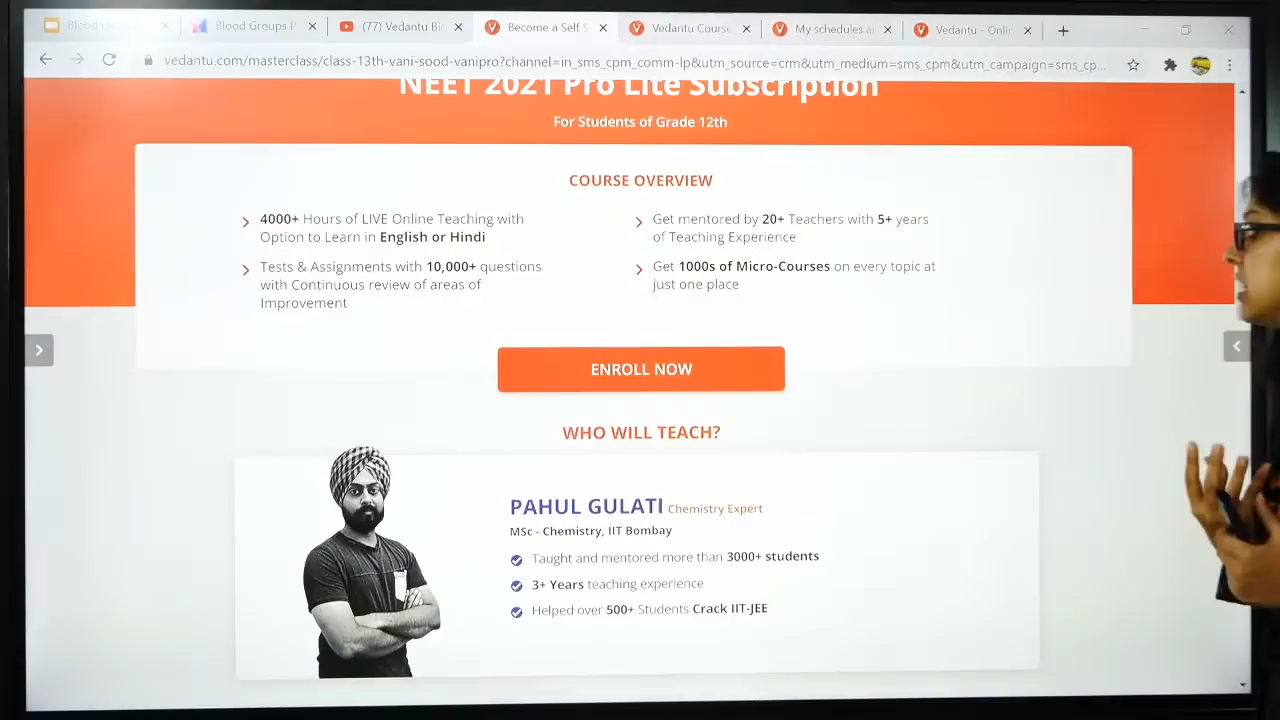 Blood
Blood Groups P
(77) Vedantu Bi
Become a Self S
Vedantu Course
My schedules a
Vedantu - Onlin
vedantu.com/masterclass/class-13th-vani-sood-vanipro?channel=in_sms_cpm_comm-lp&utm_source=crm&utm_medium=sms_cpm&utm_campaign=sms_cp...
NEET 2021 Pro Lite Subscription
For Students of Grade 12th
COURSE OVERVIEW
4000+ Hours of LIVE Online Teaching with
Option to Learn in English or Hindi
Tests & Assignments with 10,000+ questions
with Continuous review of areas of
Improvement
Get mentored by 20+ Teachers with 5+ years
of Teaching Experience
Get 1000s of Micro-Courses on every topic at
just one place
ENROLL NOW
WHO WILL TEACH?
PAHUL GULATI Chemistry Expert
MSc - Chemistry, IIT Bombay
Taught and mentored more than 3000+ students
3+ Years teaching experience
Helped over 500+ Students Crack IIT-JEE